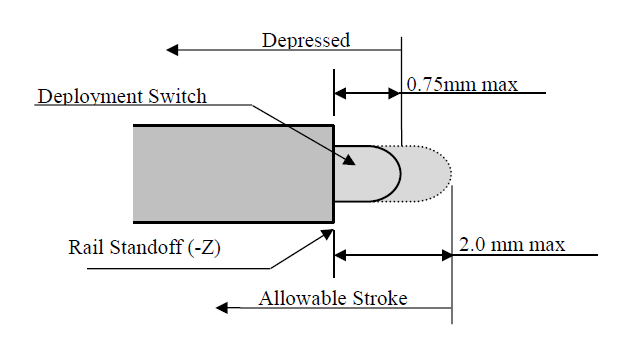 Depressed
0.75mm max
Deployment Switch
Rail Standoff (-Z)
2.0 mm max
Allowable Stroke